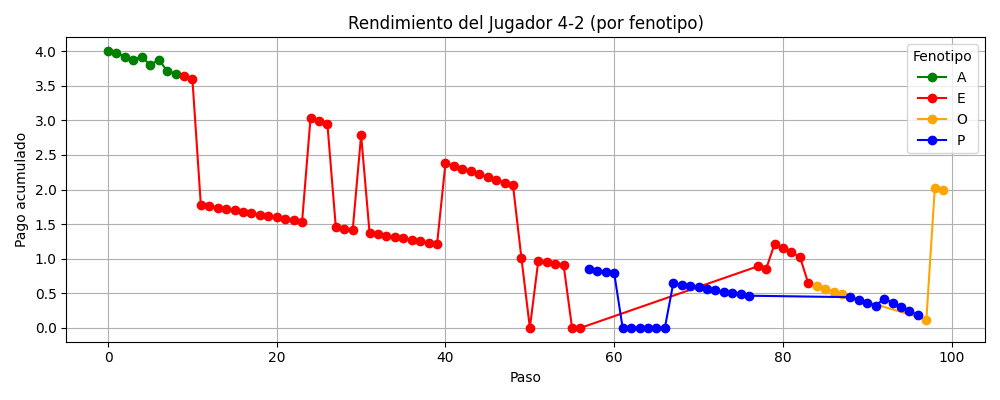 Rendimiento del Jugador 4-2 (por fenotipo)
Pago acumulado
4.0
3.5
3.0
2.5
2.0
1.5
1.0
0.5
0.0
Fenotipo
A
E
O
P
0 20 40 60 80 100
Paso